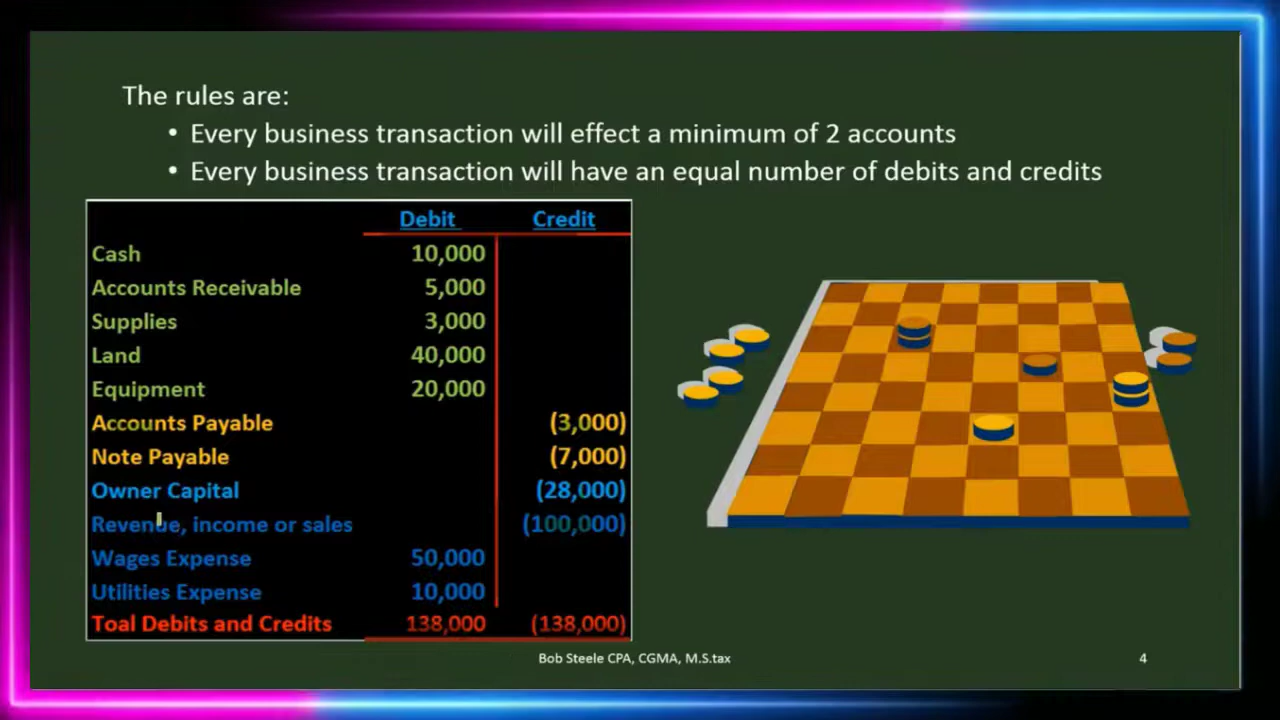 The rules are:
• Every business transaction will effect a minimum of 2 accounts
• Every business transaction will have an equal number of debits and credits
Debit Credit
Cash 10,000
Accounts Receivable 5,000
Supplies 3,000
Land 40,000
Equipment 20,000
Accounts Payable (3,000)
Note Payable (7,000)
Owner Capital (28,000)
Revenue, income or sales (100,000)
Wages Expense 50,000
Utilities Expense 10,000
Toal Debits and Credits 138,000 (138,000)
Bob Steele CPA, CGMA, M.S.tax 4